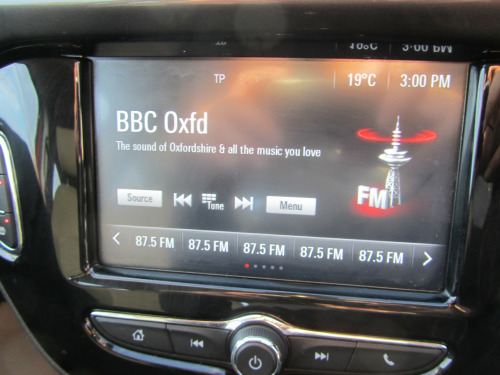 TP 19°C 3:00 PM
BBC Oxfd
The sound of Oxfordshire & all the music you love
FM
Source Tune Menu
87.5 FM 87.5 FM 87.5 FM 87.5 FM 87.5 FM